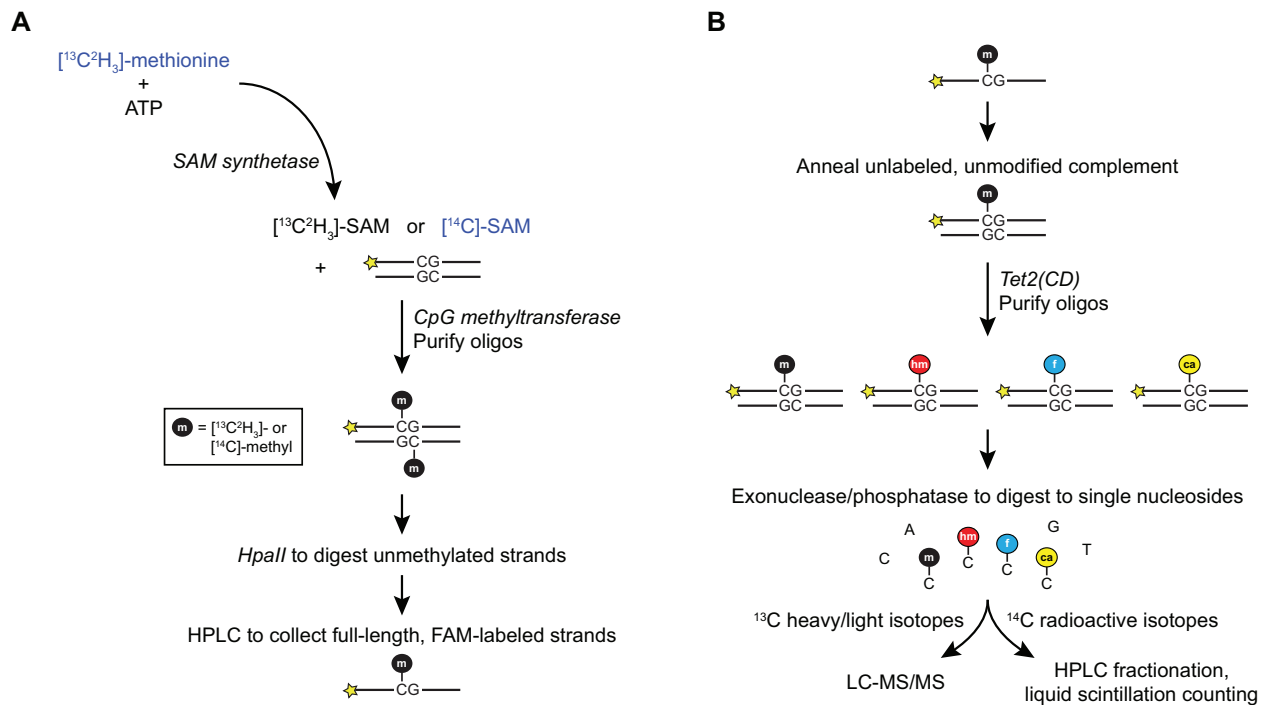 A
[¹³C²H₃]-methionine
+
ATP
SAM synthetase
[¹³C²H₃]-SAM or [¹⁴C]-SAM
+
CG
GC
CpG methyltransferase
Purify oligos
m
CG
GC
m
m = [¹³C²H₃]- or
[¹⁴C]-methyl
HpaII to digest unmethylated strands
HPLC to collect full-length, FAM-labeled strands
m
CG
B
m
CG
Anneal unlabeled, unmodified complement
m
CG
GC
Tet2(CD)
Purify oligos
m hm f ca
CG CG CG CG
GC GC GC GC
Exonuclease/phosphatase to digest to single nucleosides
A G
hm f T
C m ca
C C
C C
¹³C heavy/light isotopes ¹⁴C radioactive isotopes
LC-MS/MS
HPLC fractionation,
liquid scintillation counting